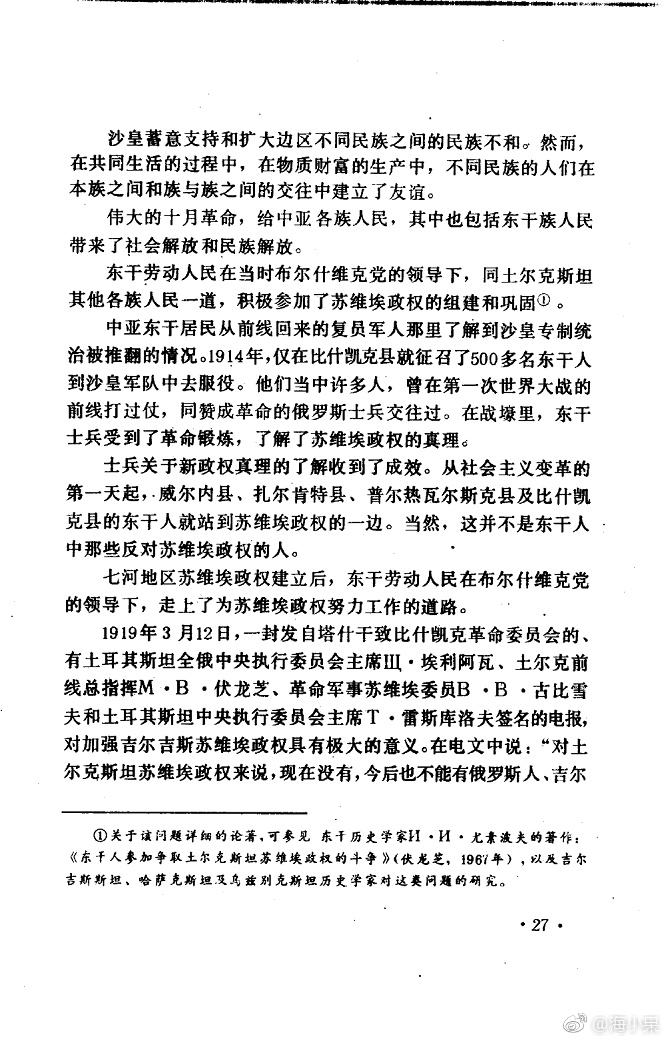 沙皇蓄意支持和扩大边区不同民族之间的民族不和。然而，
在共同生活的过程中，在物质财富的生产中，不同民族的人们在
本族之间和族与族之间的交往中建立了友谊。
伟大的十月革命，给中亚各族人民，其中也包括东干族人民
带来了社会解放和民族解放。
东干劳动人民在当时布尔什维克党的领导下，同土尔克斯坦
其他各族人民一道，积极参加了苏维埃政权的组建和巩固①。
中亚东干居民从前线回来的复员军人那里了解到沙皇专制统
治被推翻的情况。1914年，仅在比什凯克县就征召了500多名东干人
到沙皇军队中去服役。他们当中许多人，曾在第一次世界大战的
前线打过仗，同赞成革命的俄罗斯士兵交往过。在战壕里，东干
士兵受到了革命锻炼，了解了苏维埃政权的真理。
士兵关于新政权真理的了解收到了成效。从社会主义变革的
第一天起，威尔内县、扎尔肯特县、普尔热瓦尔斯克县及比什凯
克县的东干人就站到苏维埃政权的一边。当然，这并不是东干人
中那些反对苏维埃政权的人。
七河地区苏维埃政权建立后，东干劳动人民在布尔什维克党
的领导下，走上了为苏维埃政权努力工作的道路。
1919年3月12日，一封发自塔什干致比什凯克革命委员会的、
有土耳其斯坦全俄中央执行委员会主席Щ·埃利阿瓦、土尔克前
线总指挥М·В·伏龙芝、革命军事苏维埃委员В·В·古比雪
夫和土耳其斯坦中央执行委员会主席Т·雷斯库洛夫签名的电报，
对加强吉尔吉斯苏维埃政权具有极大的意义。在电文中说：“对土
尔克斯坦苏维埃政权来说，现在没有，今后也不能有俄罗斯人、吉尔
①关于该问题详细的论著，可参见 东干历史学家И·И·尤素波夫的著作：
《东干人参加争取土尔克斯坦苏维埃政权的斗争》（伏龙芝，1967年），以及吉尔
吉斯斯坦、哈萨克斯坦及乌兹别克斯坦历史学家对这类问题的研究。
·27·
@海小呆